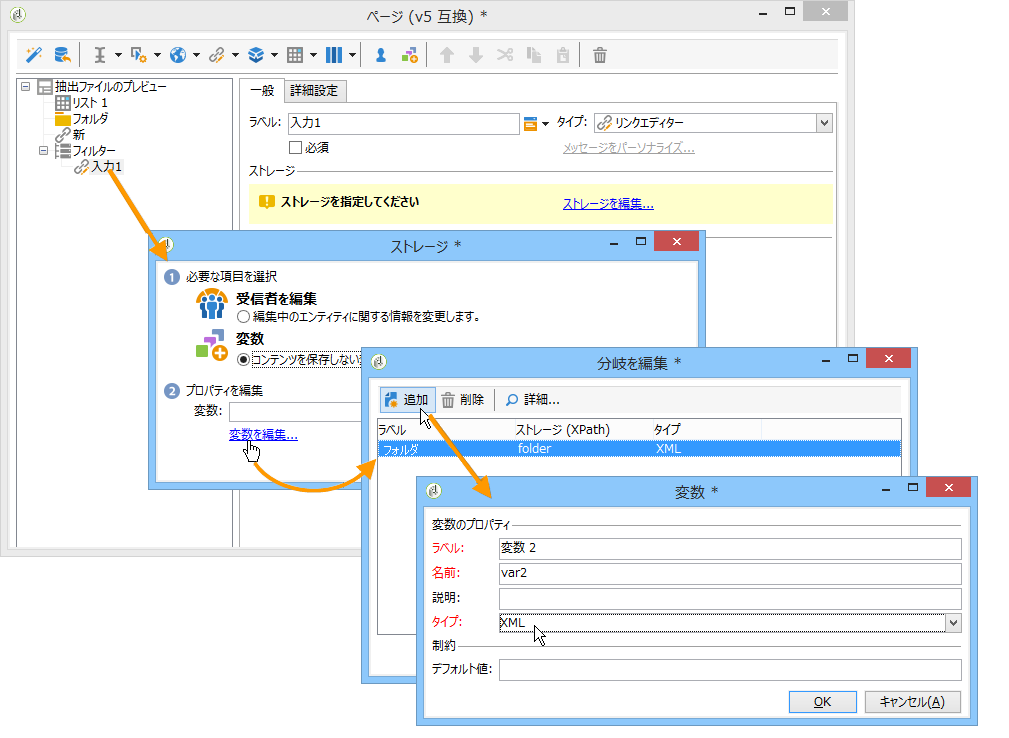 ページ (v5 互換) *
抽出ファイルのプレビュー
リスト 1
フォルダ
新
フィルター
入力1
一般
詳細設定
ラベル: 入力1
タイプ: リンクエディター
必須
メッセージをパーソナライズ...
ストレージ
ストレージを指定してください
ストレージを編集...
ストレージ *
1 必要な項目を選択
受信者を編集
編集中のエンティティに関する情報を変更します。
変数
コンテンツを保存しない
2 プロパティを編集
変数:
変数を編集...
分岐を編集 *
追加 削除 詳細...
ラベル ストレージ (XPath) タイプ
フォルダ folder XML
変数 *
変数のプロパティ
ラベル: 変数 2
名前: var2
説明:
タイプ: XML
制約
デフォルト値:
OK キャンセル(A)